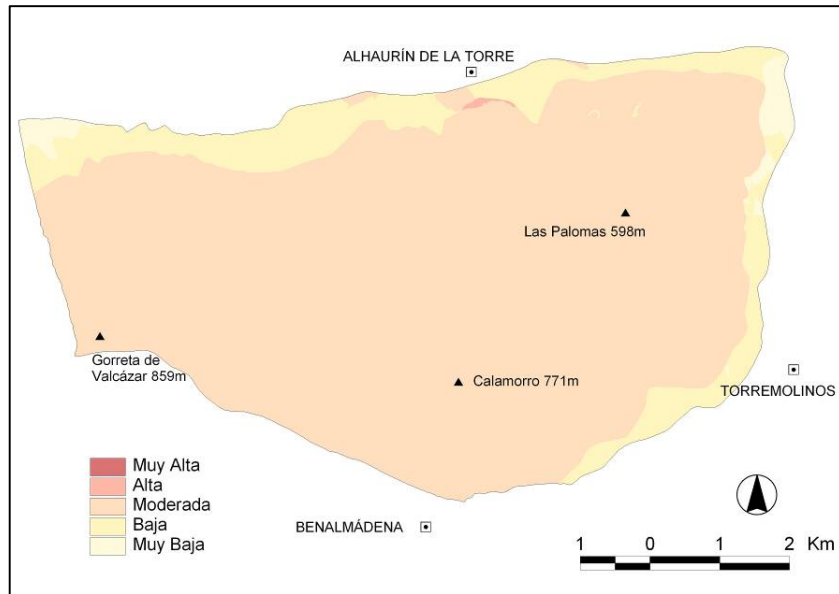 ALHAURÍN DE LA TORRE
Las Palomas 598m
Gorreta de
Valcázar 859m
Calamorro 771m
TORREMOLINOS
Muy Alta
Alta
Moderada
Baja
Muy Baja
BENALMÁDENA
1 0 1 2 Km